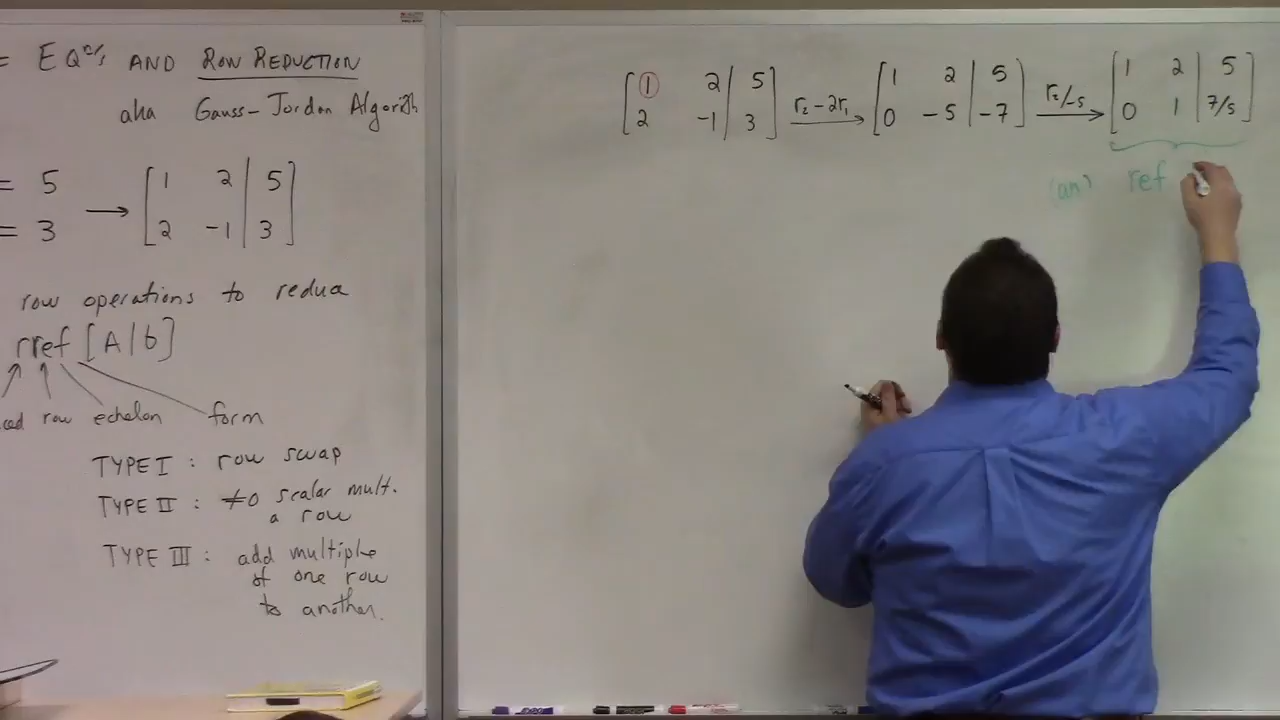 = EQⁿˢ AND ROW REDUCTION
aka Gauss-Jordan Algorith
= 5
= 3
→ [1 2 | 5]
[2 -1 | 3]
row operations to reduce
rref [A|b]
row echelon form
TYPE I : row swap
TYPE II : ≠0 scalar mult.
a row
TYPE III : add multiple
of one row
to another.
[1 2 | 5] r₂-2r₁ → [1 2 | 5] r₂/-5 → [1 2 | 5]
[2 -1 | 3] [0 -5 | -7] [0 1 | 7/5]
(an) ref
EXPO